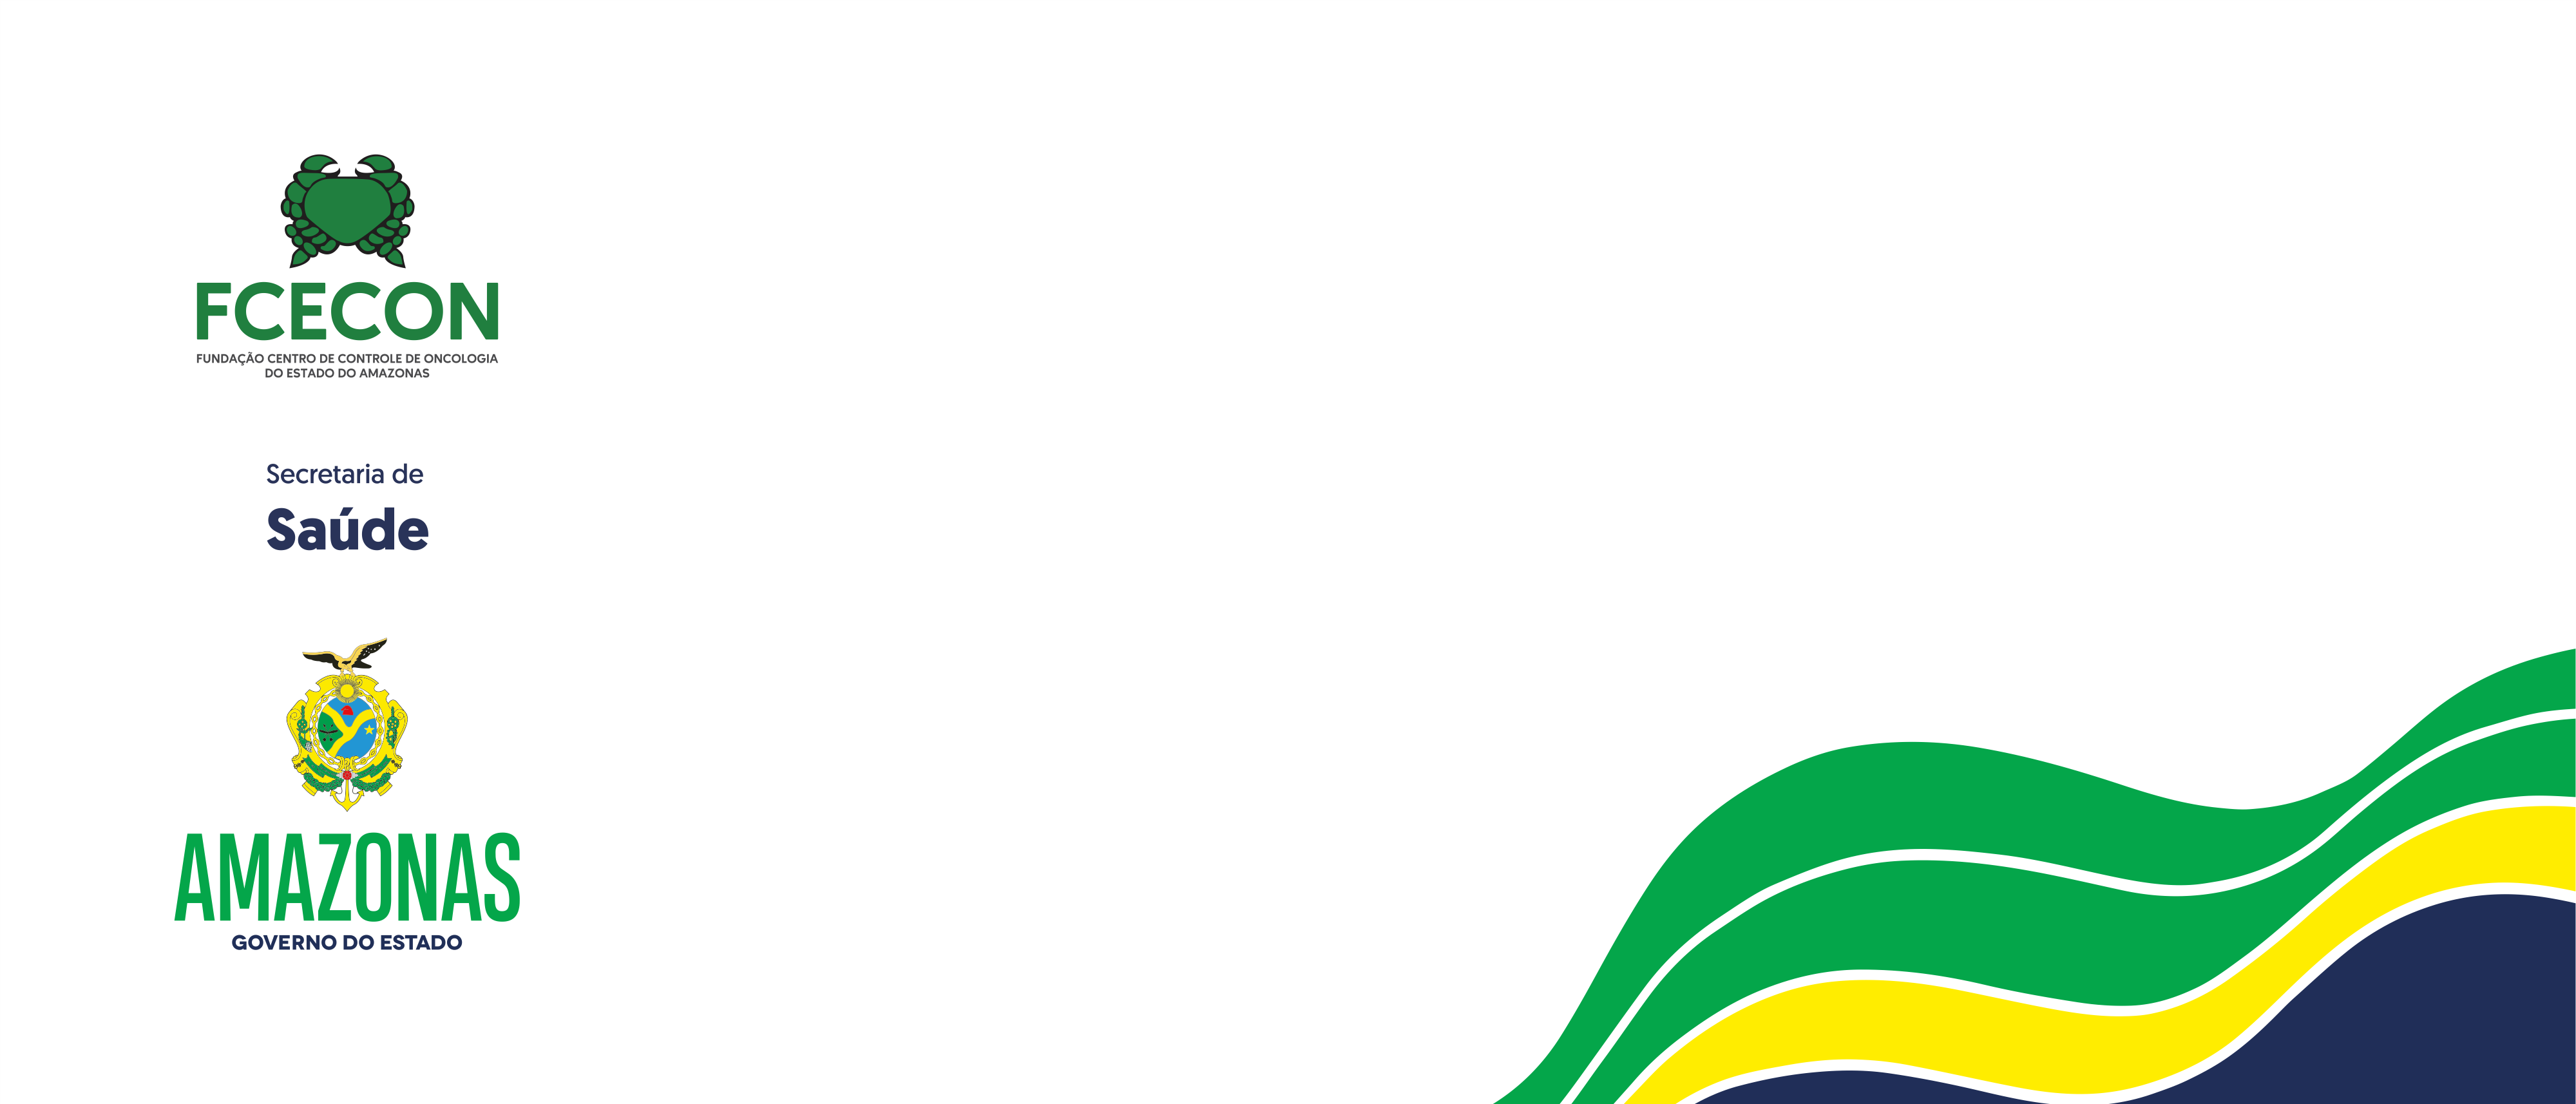 FCECON
FUNDAÇÃO CENTRO DE CONTROLE DE ONCOLOGIA
DO ESTADO DO AMAZONAS
Secretaria de
Saúde
AMAZONAS
GOVERNO DO ESTADO